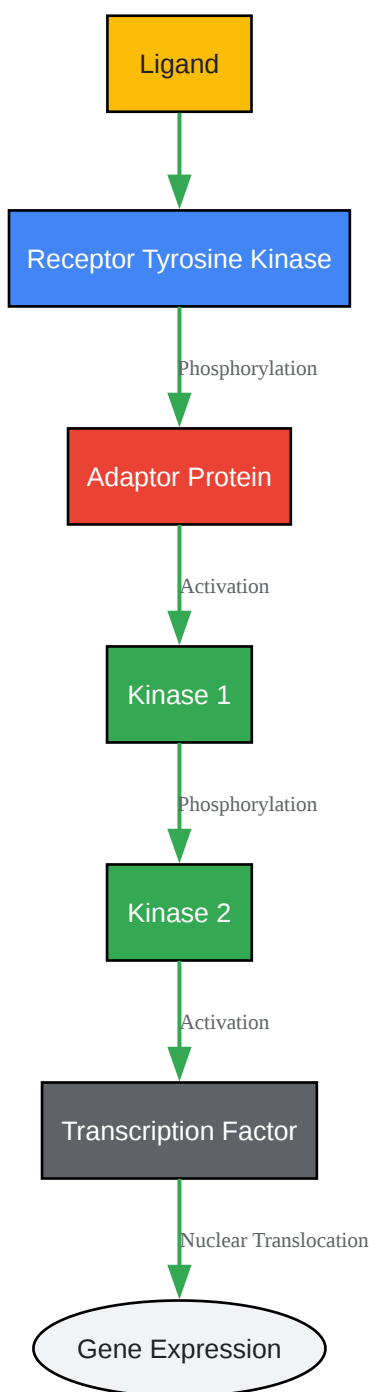 Ligand
Receptor Tyrosine Kinase
Phosphorylation
Adaptor Protein
Activation
Kinase 1
Phosphorylation
Kinase 2
Activation
Transcription Factor
Nuclear Translocation
Gene Expression